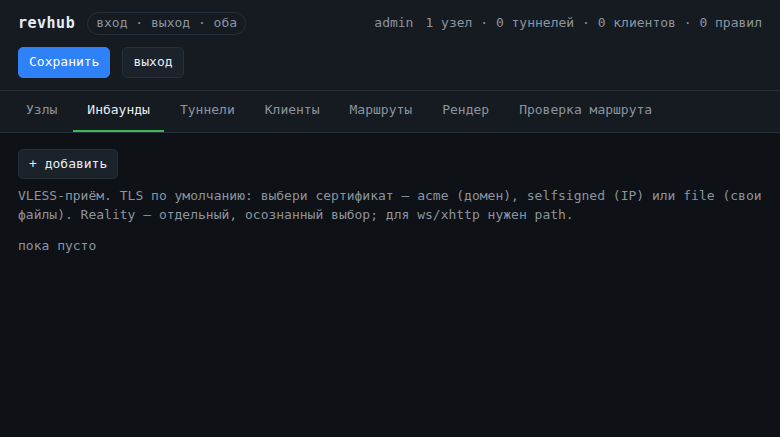 revhub вход · выход · оба admin 1 узел · 0 туннелей · 0 клиентов · 0 правил
Сохранить выход
Узлы Инбаунды Туннели Клиенты Маршруты Рендер Проверка маршрута
+ добавить
VLESS-приём. TLS по умолчанию: выбери сертификат — acme (домен), selfsigned (IP) или file (свои
файлы). Reality — отдельный, осознанный выбор; для ws/xhttp нужен path.
пока пусто